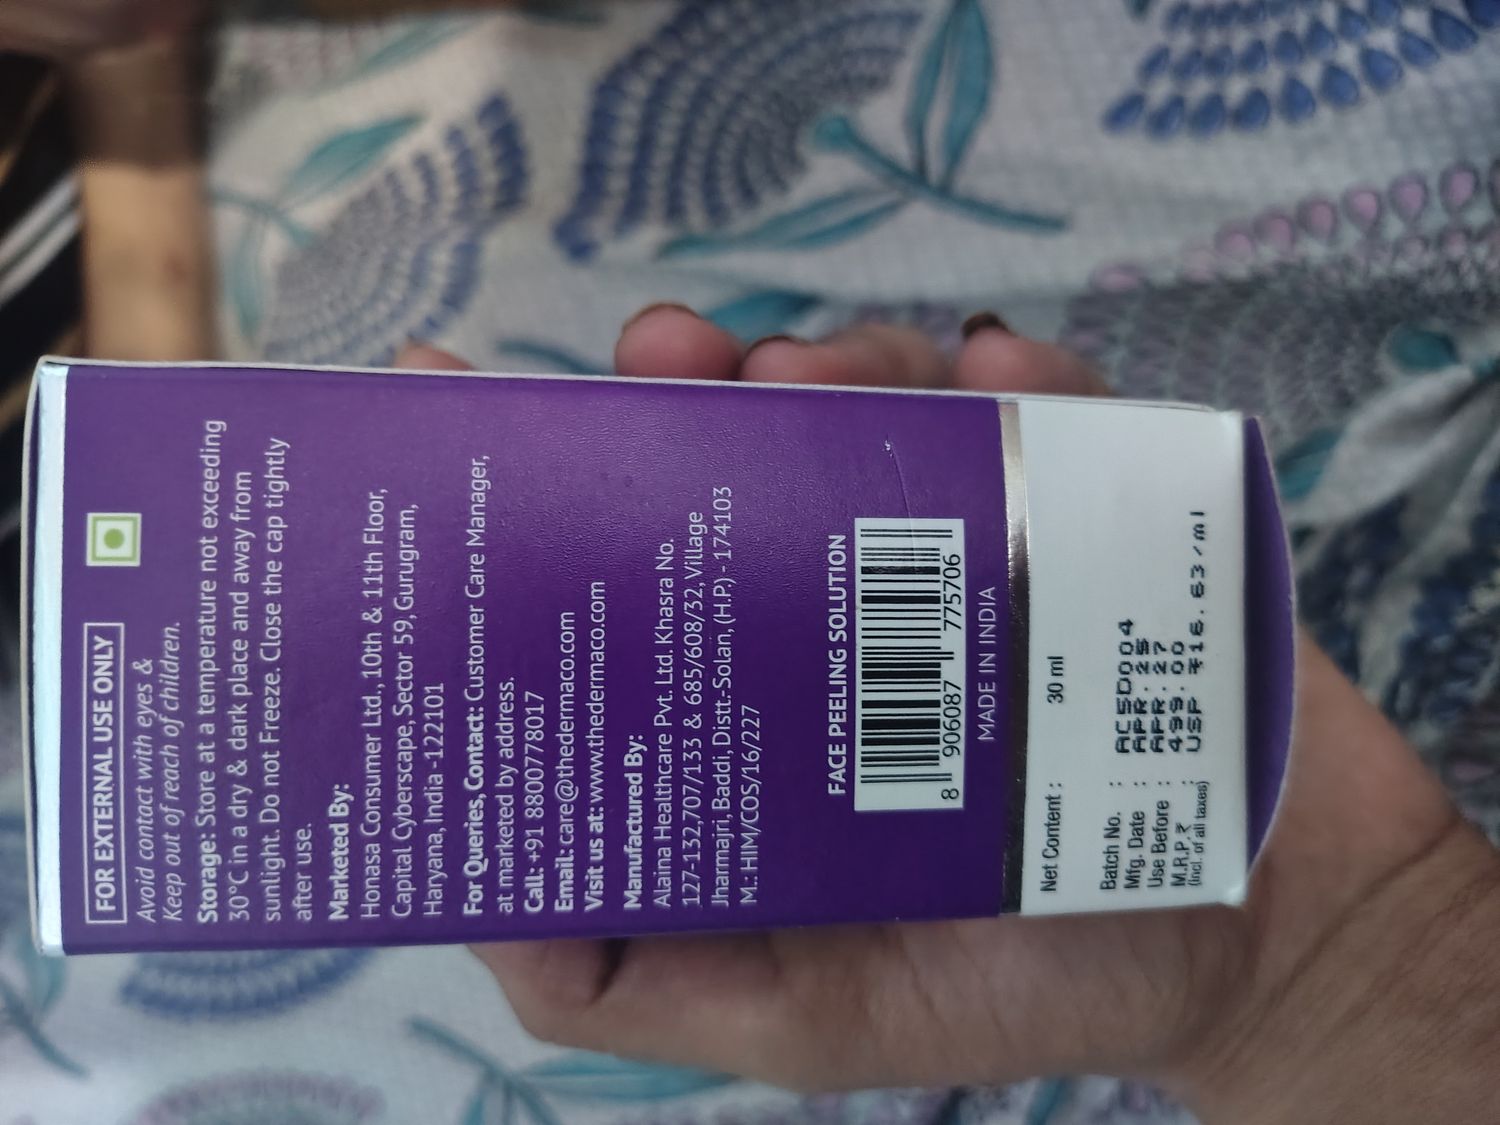 FOR EXTERNAL USE ONLY
Avoid contact with eyes &
Keep out of reach of children.
Storage: Store at a temperature not exceeding
30°C in a dry & dark place and away from
sunlight. Do not Freeze. Close the cap tightly
after use.
Marketed By:
Honasa Consumer Ltd., 10th & 11th Floor,
Capital Cyberscape, Sector 59, Gurugram,
Haryana, India -122101
For Queries, Contact: Customer Care Manager,
at marketed by address.
Call: +91 8800778017
Email: care@thedermaco.com
Visit us at: www.thedermaco.com
Manufactured By:
Alaina Healthcare Pvt. Ltd. Khasra No.
127-132,707/133 & 685/608/32, Village
Jharmajri, Baddi, Distt.-Solan, (H.P.) - 174103
M.: HIM/COS/16/227
FACE PEELING SOLUTION
8 906087 775706
MADE IN INDIA
Net Content : 30 ml
Batch No. : AC5D004
Mfg. Date : APR.25
Use Before : APR.27
M.R.P.₹ : 499.00
(Incl. of all taxes) USP ₹16.63/ml